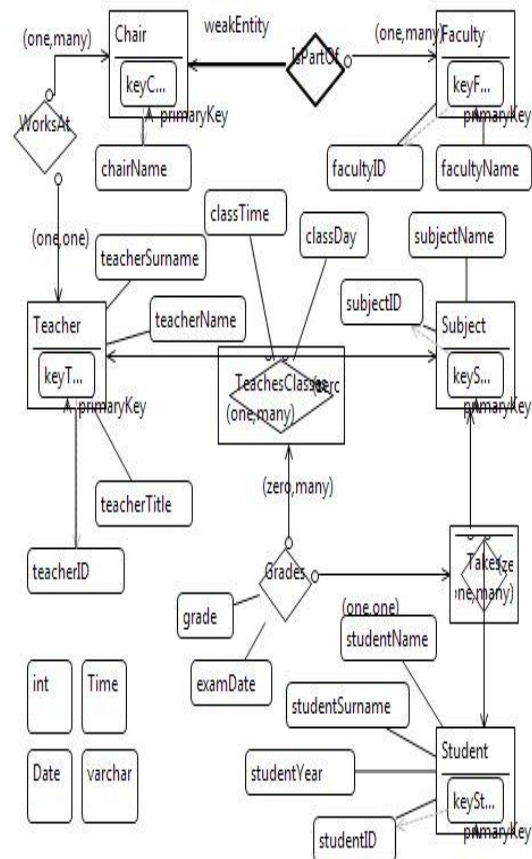 (one,many)
Chair
weakEntity
(one,many)
Faculty
keyC...
IsPartOf
keyF...
primaryKey
primaryKey
WorksAt
chairName
facultyID
facultyName
classTime
classDay
subjectName
(one,one)
teacherSurname
teacherName
subjectID
Teacher
Subject
keyT...
TeachesClasses
keyS...
primaryKey
(one,many)
primaryKey
teacherTitle
(zero,many)
teacherID
Grades
Takes
grade
(one,one)
one,many)
studentName
examDate
int
Time
studentSurname
Date
varchar
studentYear
Student
keySt...
studentID
primaryKey